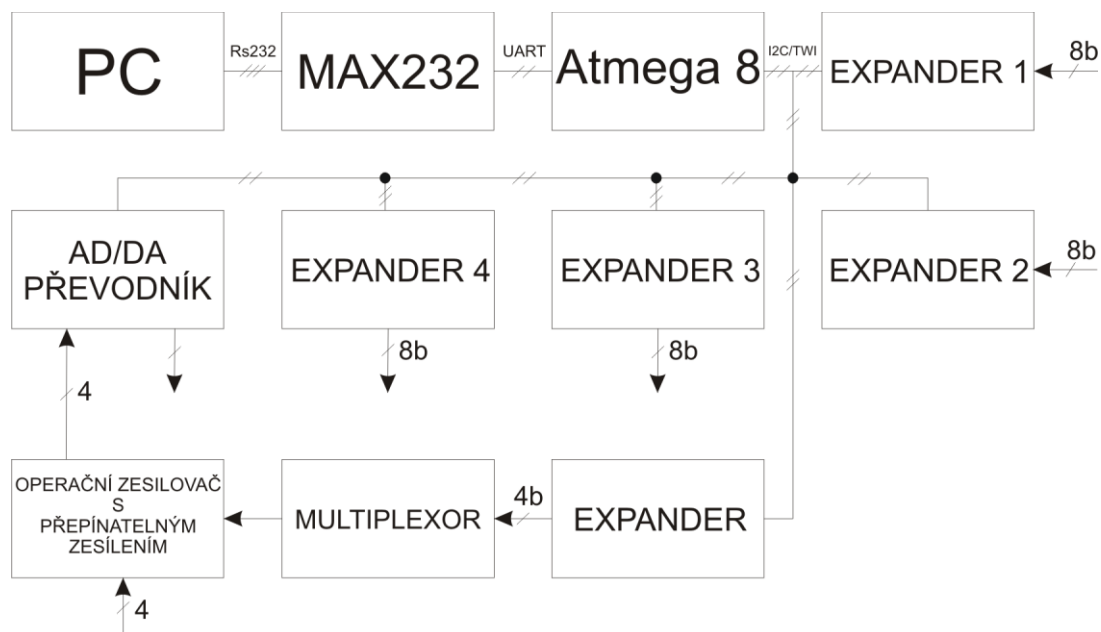 PC
Rs232
MAX232
UART
Atmega 8
I2C/TWI
EXPANDER 1
8b
AD/DA
PŘEVODNÍK
EXPANDER 4
EXPANDER 3
EXPANDER 2
8b
8b
8b
4
OPERAČNÍ ZESILOVAČ
S
PŘEPÍNATELNÝM
ZESÍLENÍM
MULTIPLEXOR
4b
EXPANDER
4